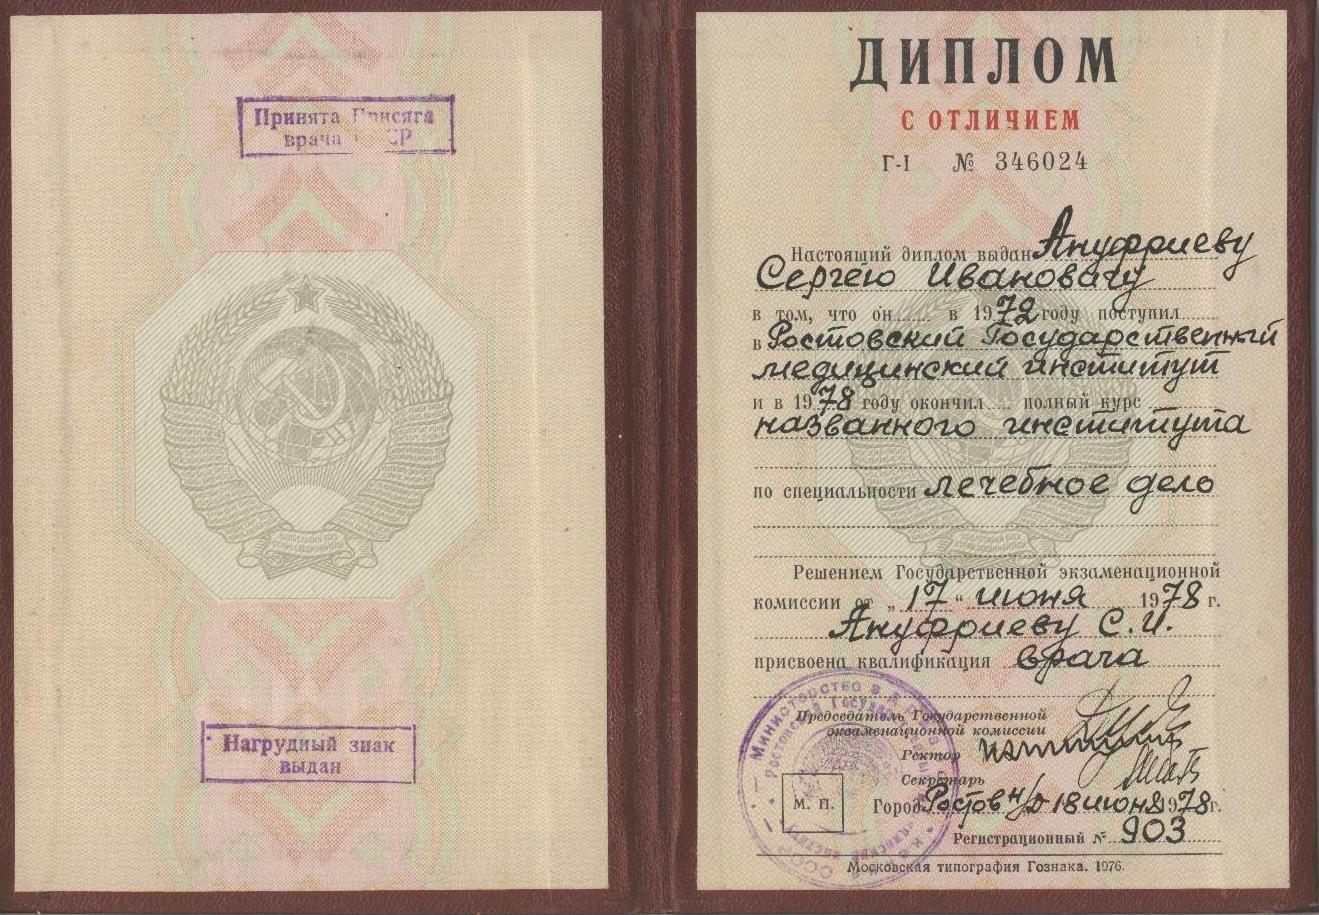 Принята Присяга
врача СССР
Нагрудный знак
выдан
ДИПЛОМ
С ОТЛИЧИЕМ
Г-I № 346024
Настоящий диплом выдан Ануфриеву
Сергею Ивановичу
в том, что он в 1972 году поступил
в Ростовский Государственный
медицинский институт
и в 1978 году окончил полный курс
названного института
по специальности лечебное дело
Решением Государственной экзаменационной
комиссии от „17“ июня 1978 г.
Ануфриеву С.И.
присвоена квалификация врача
Председатель Государственной
экзаменационной комиссии
Ректор
Секретарь
М. П.
Город Ростов н/Д 18 июня 1978 г.
Регистрационный № 903
Московская типография Гознака. 1976.